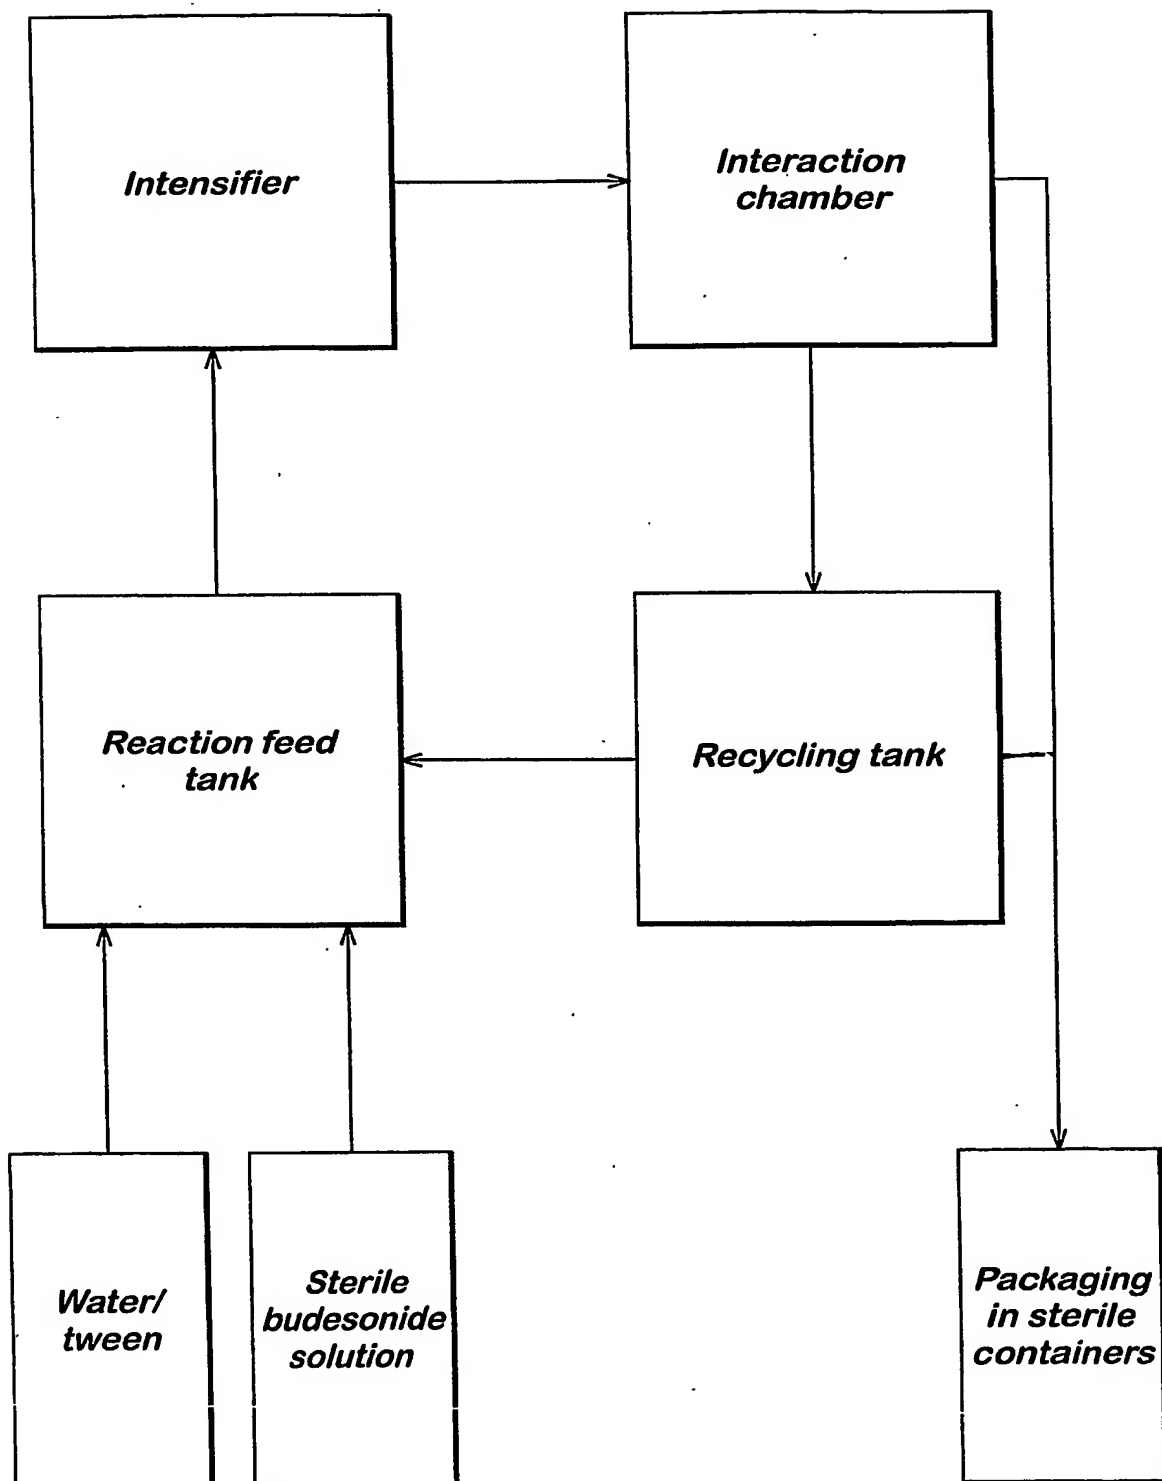 Intensifier
Interaction
chamber
Reaction feed
tank
Recycling tank
Water/
tween
Sterile
budesonide
solution
Packaging
in sterile
containers